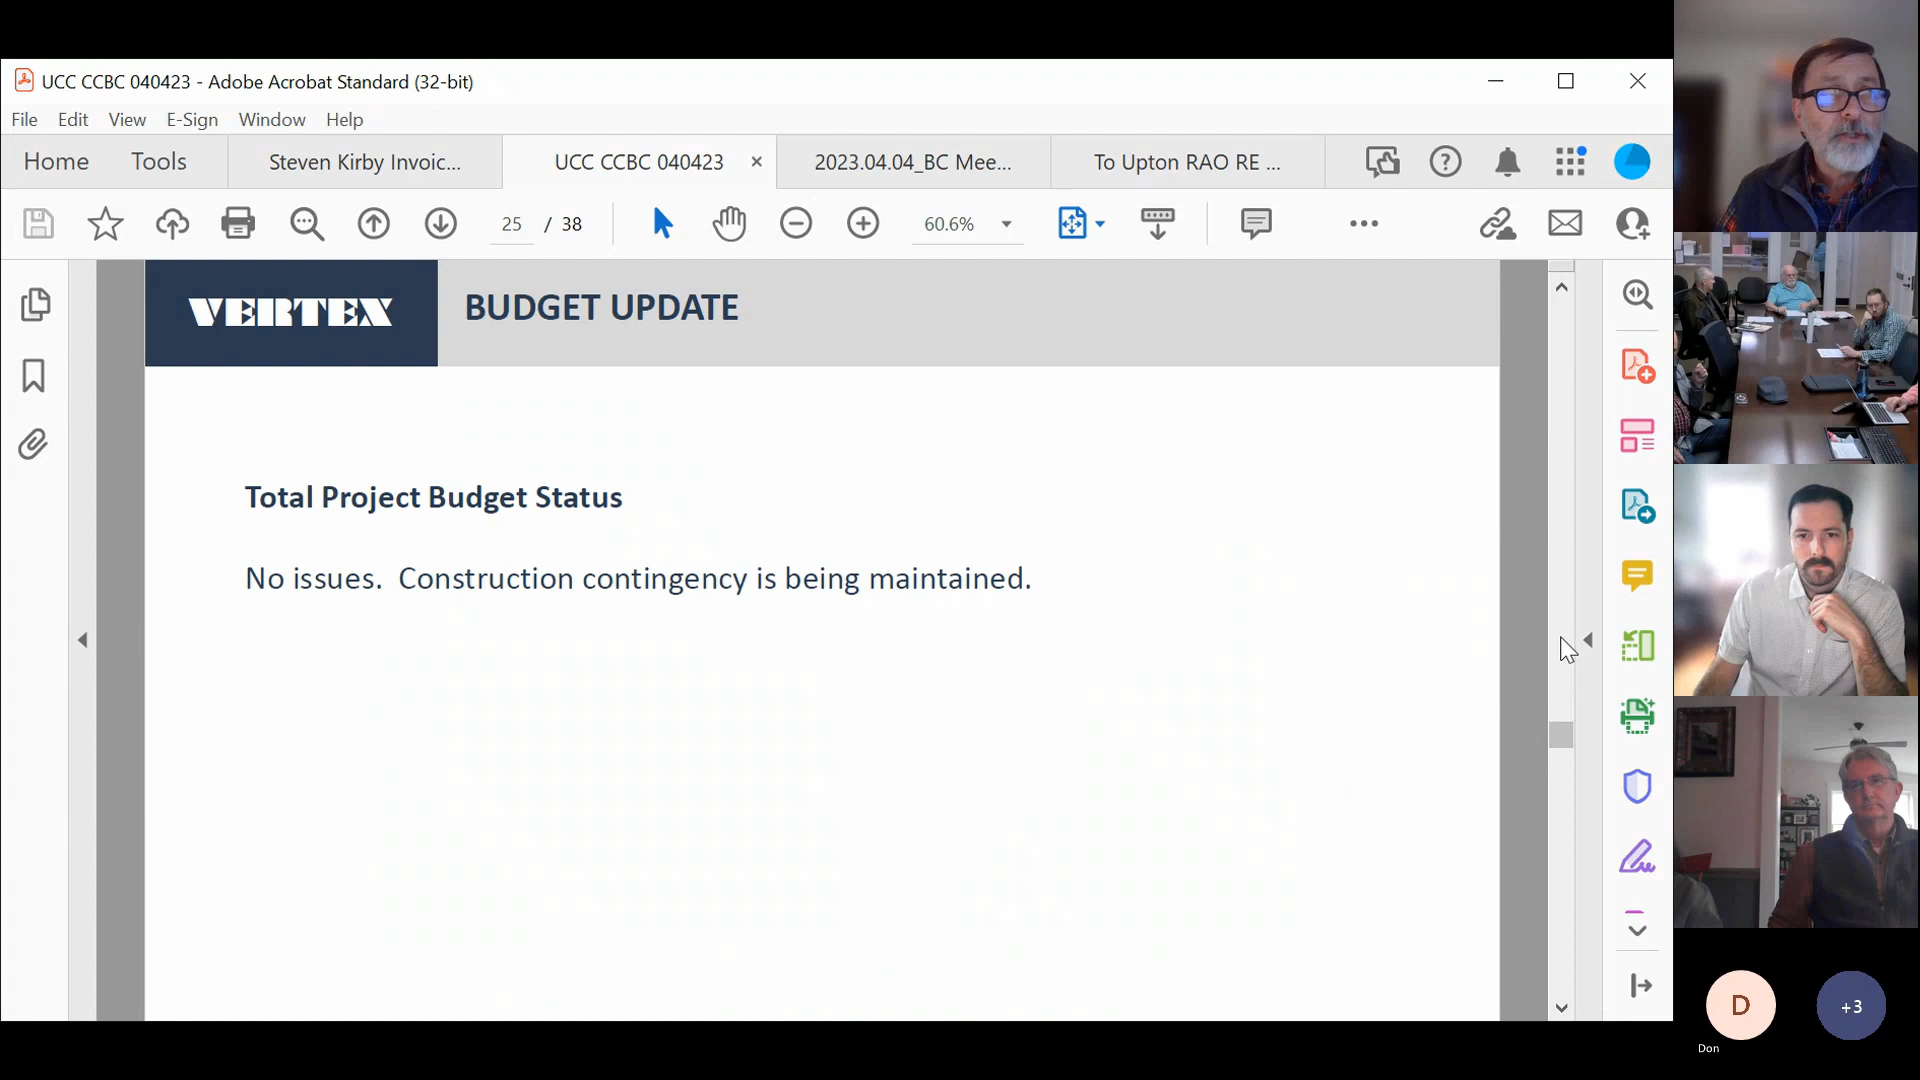 UCC CCBC 040423 - Adobe Acrobat Standard (32-bit)
File Edit View E-Sign Window Help
Home Tools Steven Kirby Invoic... UCC CCBC 040423 × 2023.04.04_BC Mee... To Upton RAO RE ...
25 / 38 60.6%
VERTEX BUDGET UPDATE
Total Project Budget Status
No issues. Construction contingency is being maintained.
D
+3
Don